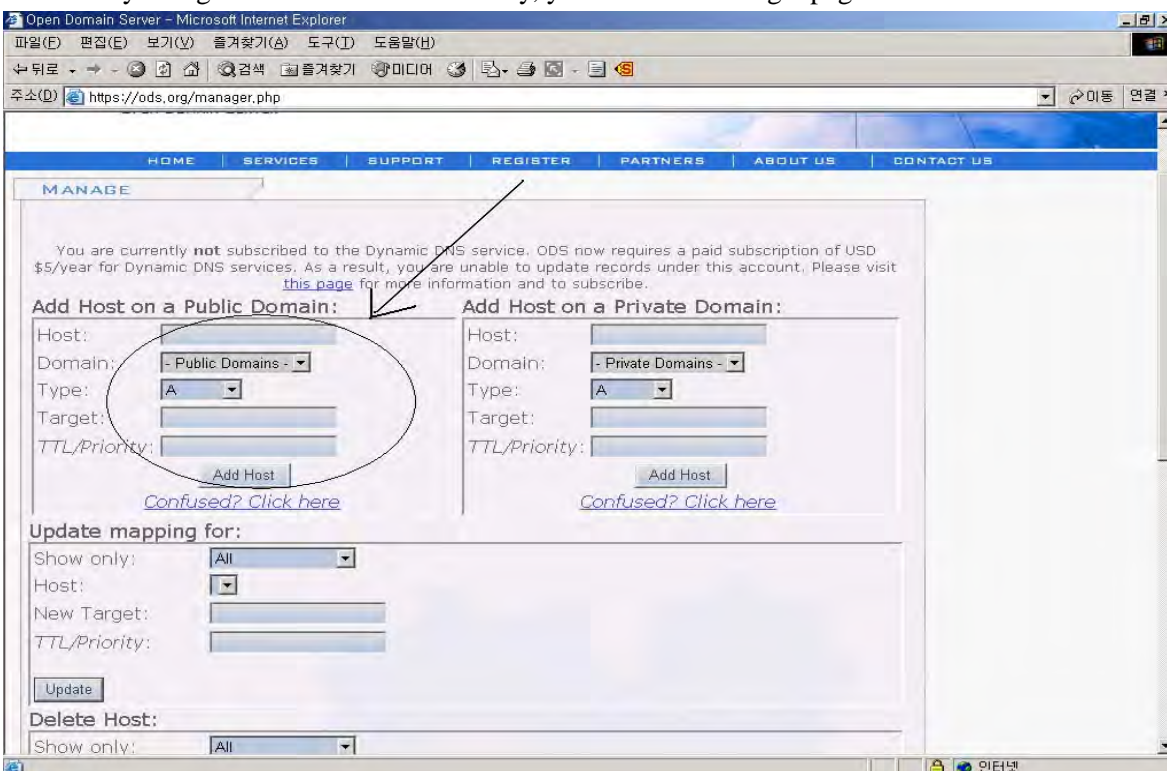 Open Domain Server - Microsoft Internet Explorer
파일(F) 편집(E) 보기(V) 즐겨찾기(A) 도구(T) 도움말(H)
뒤로 검색 즐겨찾기 미디어
주소(D) https://ods.org/manager.php 이동 연결
HOME | SERVICES | SUPPORT | REGISTER | PARTNERS | ABOUT US | CONTACT US
MANAGE
You are currently not subscribed to the Dynamic DNS service. ODS now requires a paid subscription of USD
$5/year for Dynamic DNS services. As a result, you are unable to update records under this account. Please visit
this page for more information and to subscribe.
Add Host on a Public Domain:
Host:
Domain: - Public Domains -
Type: A
Target:
TTL/Priority:
Add Host
Confused? Click here
Add Host on a Private Domain:
Host:
Domain: - Private Domains -
Type: A
Target:
TTL/Priority:
Add Host
Confused? Click here
Update mapping for:
Show only: All
Host:
New Target:
TTL/Priority:
Update
Delete Host:
Show only: All
인터넷